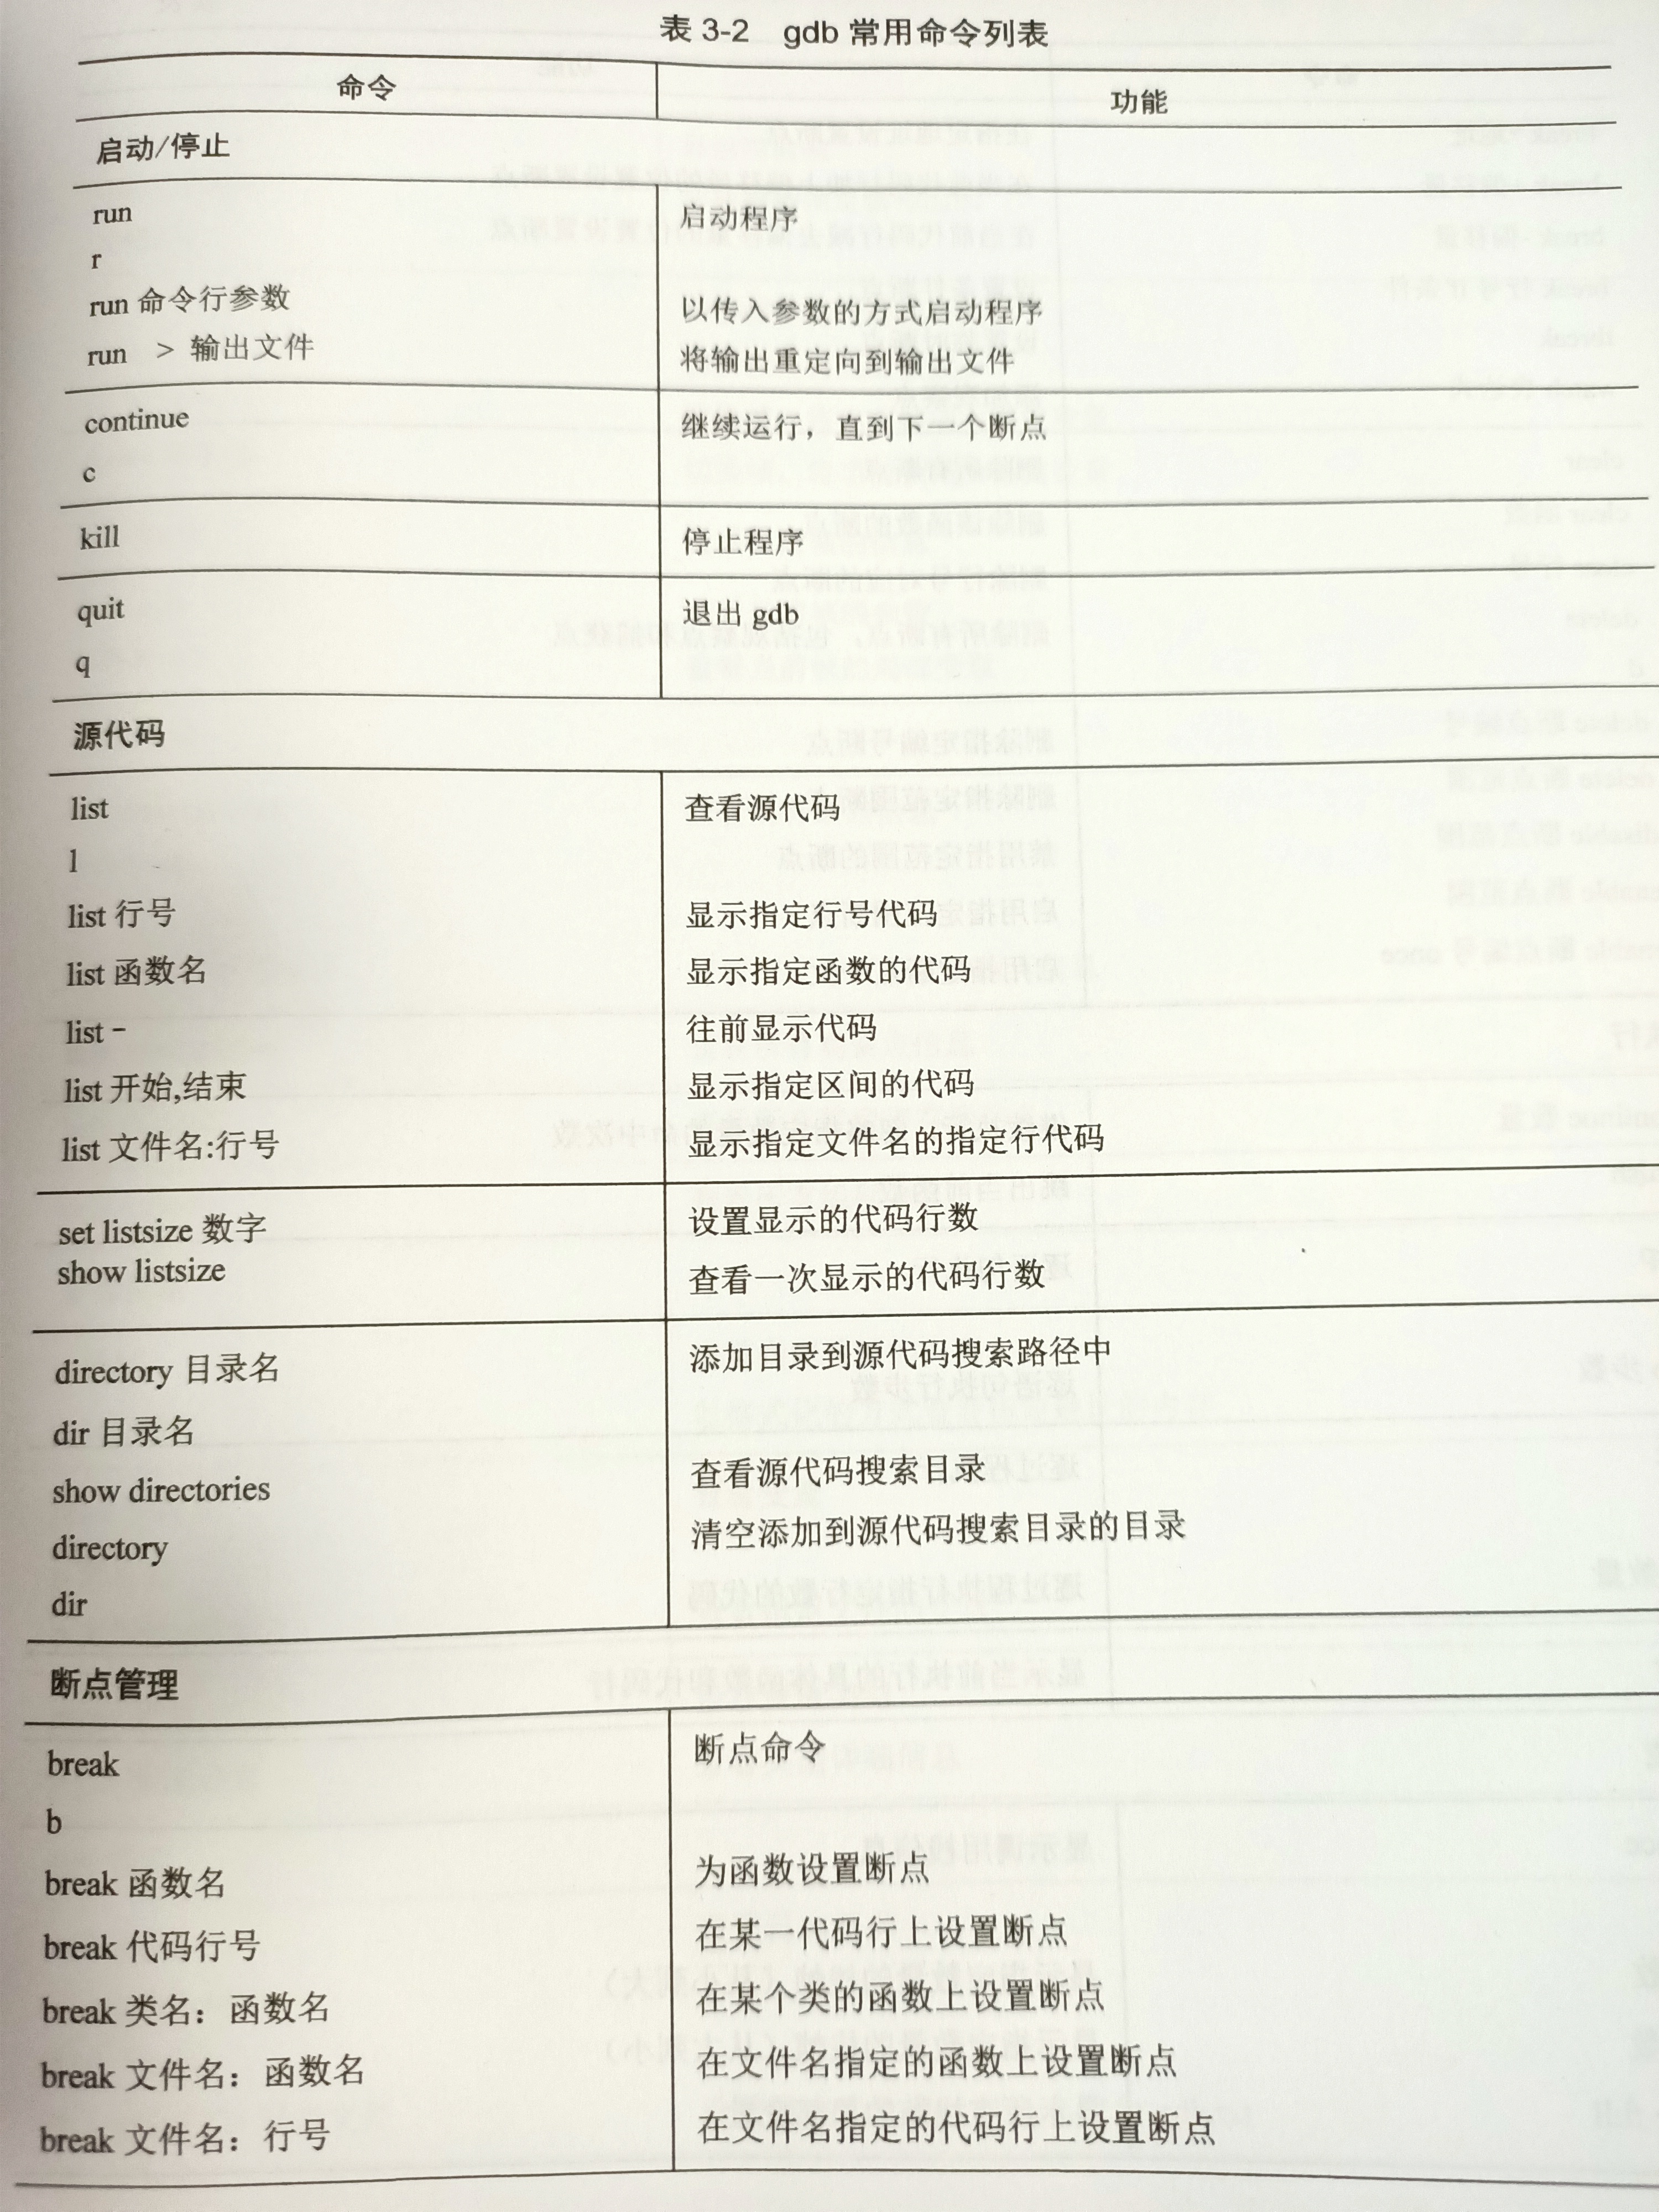 表 3-2 gdb 常用命令列表
命令 功能
启动/停止
run 启动程序
r
run 命令行参数 以传入参数的方式启动程序
run > 输出文件 将输出重定向到输出文件
continue 继续运行，直到下一个断点
c
kill 停止程序
quit 退出 gdb
q
源代码
list 查看源代码
l
list 行号 显示指定行号代码
list 函数名 显示指定函数的代码
list - 往前显示代码
list 开始,结束 显示指定区间的代码
list 文件名:行号 显示指定文件名的指定行代码
set listsize 数字 设置显示的代码行数
show listsize 查看一次显示的代码行数
directory 目录名 添加目录到源代码搜索路径中
dir 目录名
show directories 查看源代码搜索目录
directory 清空添加到源代码搜索目录的目录
dir
断点管理
break 断点命令
b
break 函数名 为函数设置断点
break 代码行号 在某一代码行上设置断点
break 类名：函数名 在某个类的函数上设置断点
break 文件名：函数名 在文件名指定的函数上设置断点
break 文件名：行号 在文件名指定的代码行上设置断点